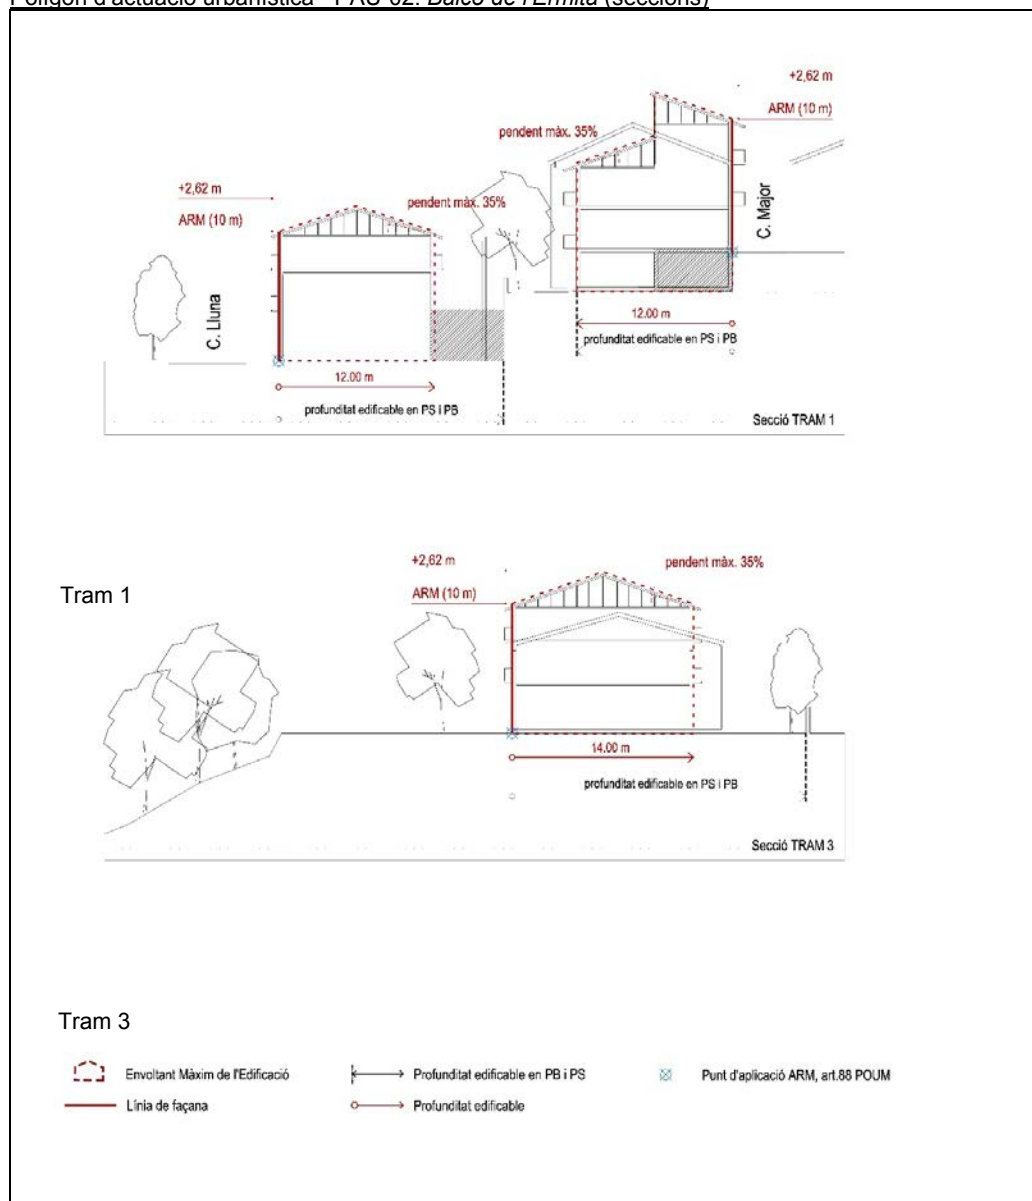 Polígon d'actuació urbanística - PAU-02. Balcó de l'Ermita (seccions)
+2,62 m
ARM (10 m)
pendent màx. 35%
C. Major
+2,62 m
ARM (10 m)
pendent màx. 35%
C. Lluna
12.00 m
profunditat edificable en PS i PB
12.00 m
profunditat edificable en PS i PB
Secció TRAM 1
Tram 1
+2,62 m
ARM (10 m)
pendent màx. 35%
14.00 m
profunditat edificable en PS i PB
Secció TRAM 3
Tram 3
Envoltant Màxim de l'Edificació
Profunditat edificable en PB i PS
Punt d'aplicació ARM, art.88 POUM
Línia de façana
Profunditat edificable